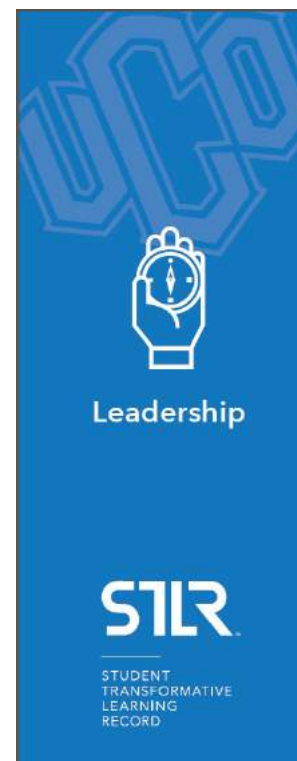 UCO
Leadership
STLR
STUDENT
TRANSFORMATIVE
LEARNING
RECORD